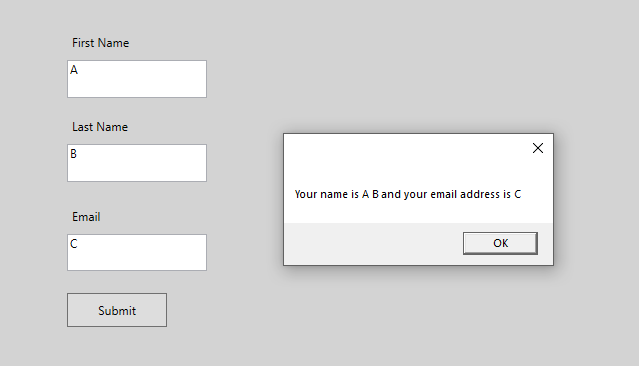 First Name
A
Last Name
B
Email
C
Submit
Your name is A B and your email address is C
OK